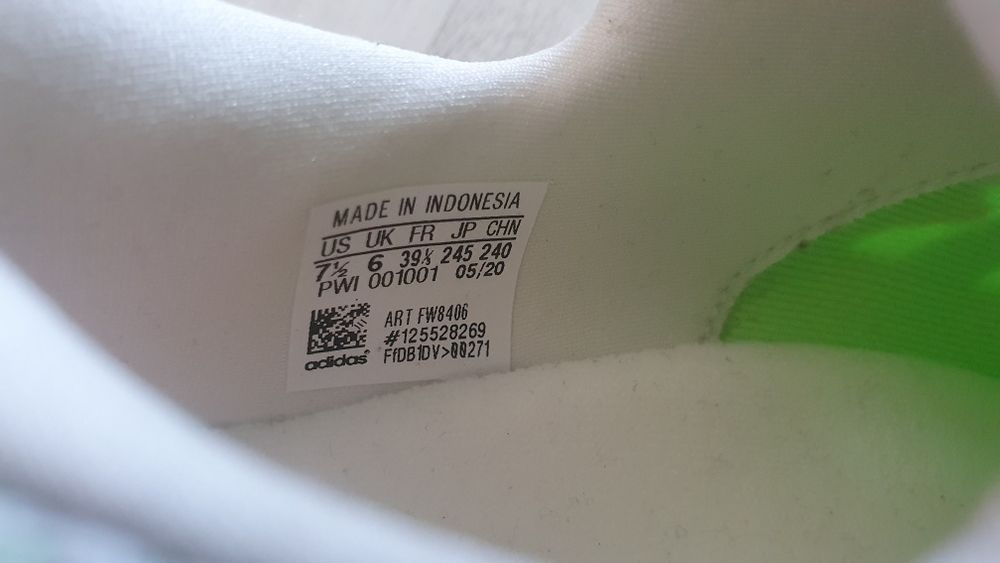 MADE IN INDONESIA
US UK FR JP CHN
7½ 6 39⅓ 245 240
PWI 001001 05/20
ART FW8406
#125528269
FfDB1DV>00271
adidas